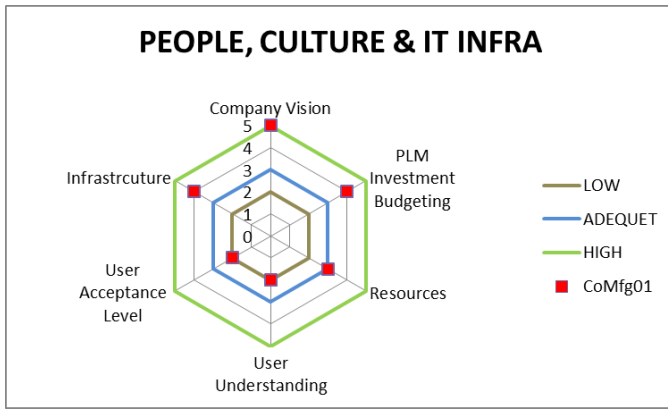 PEOPLE, CULTURE & IT INFRA
Company Vision
5
4
3
2
1
0
PLM
Investment
Budgeting
Resources
User
Understanding
User
Acceptance
Level
Infrastrcuture
LOW
ADEQUET
HIGH
CoMfg01